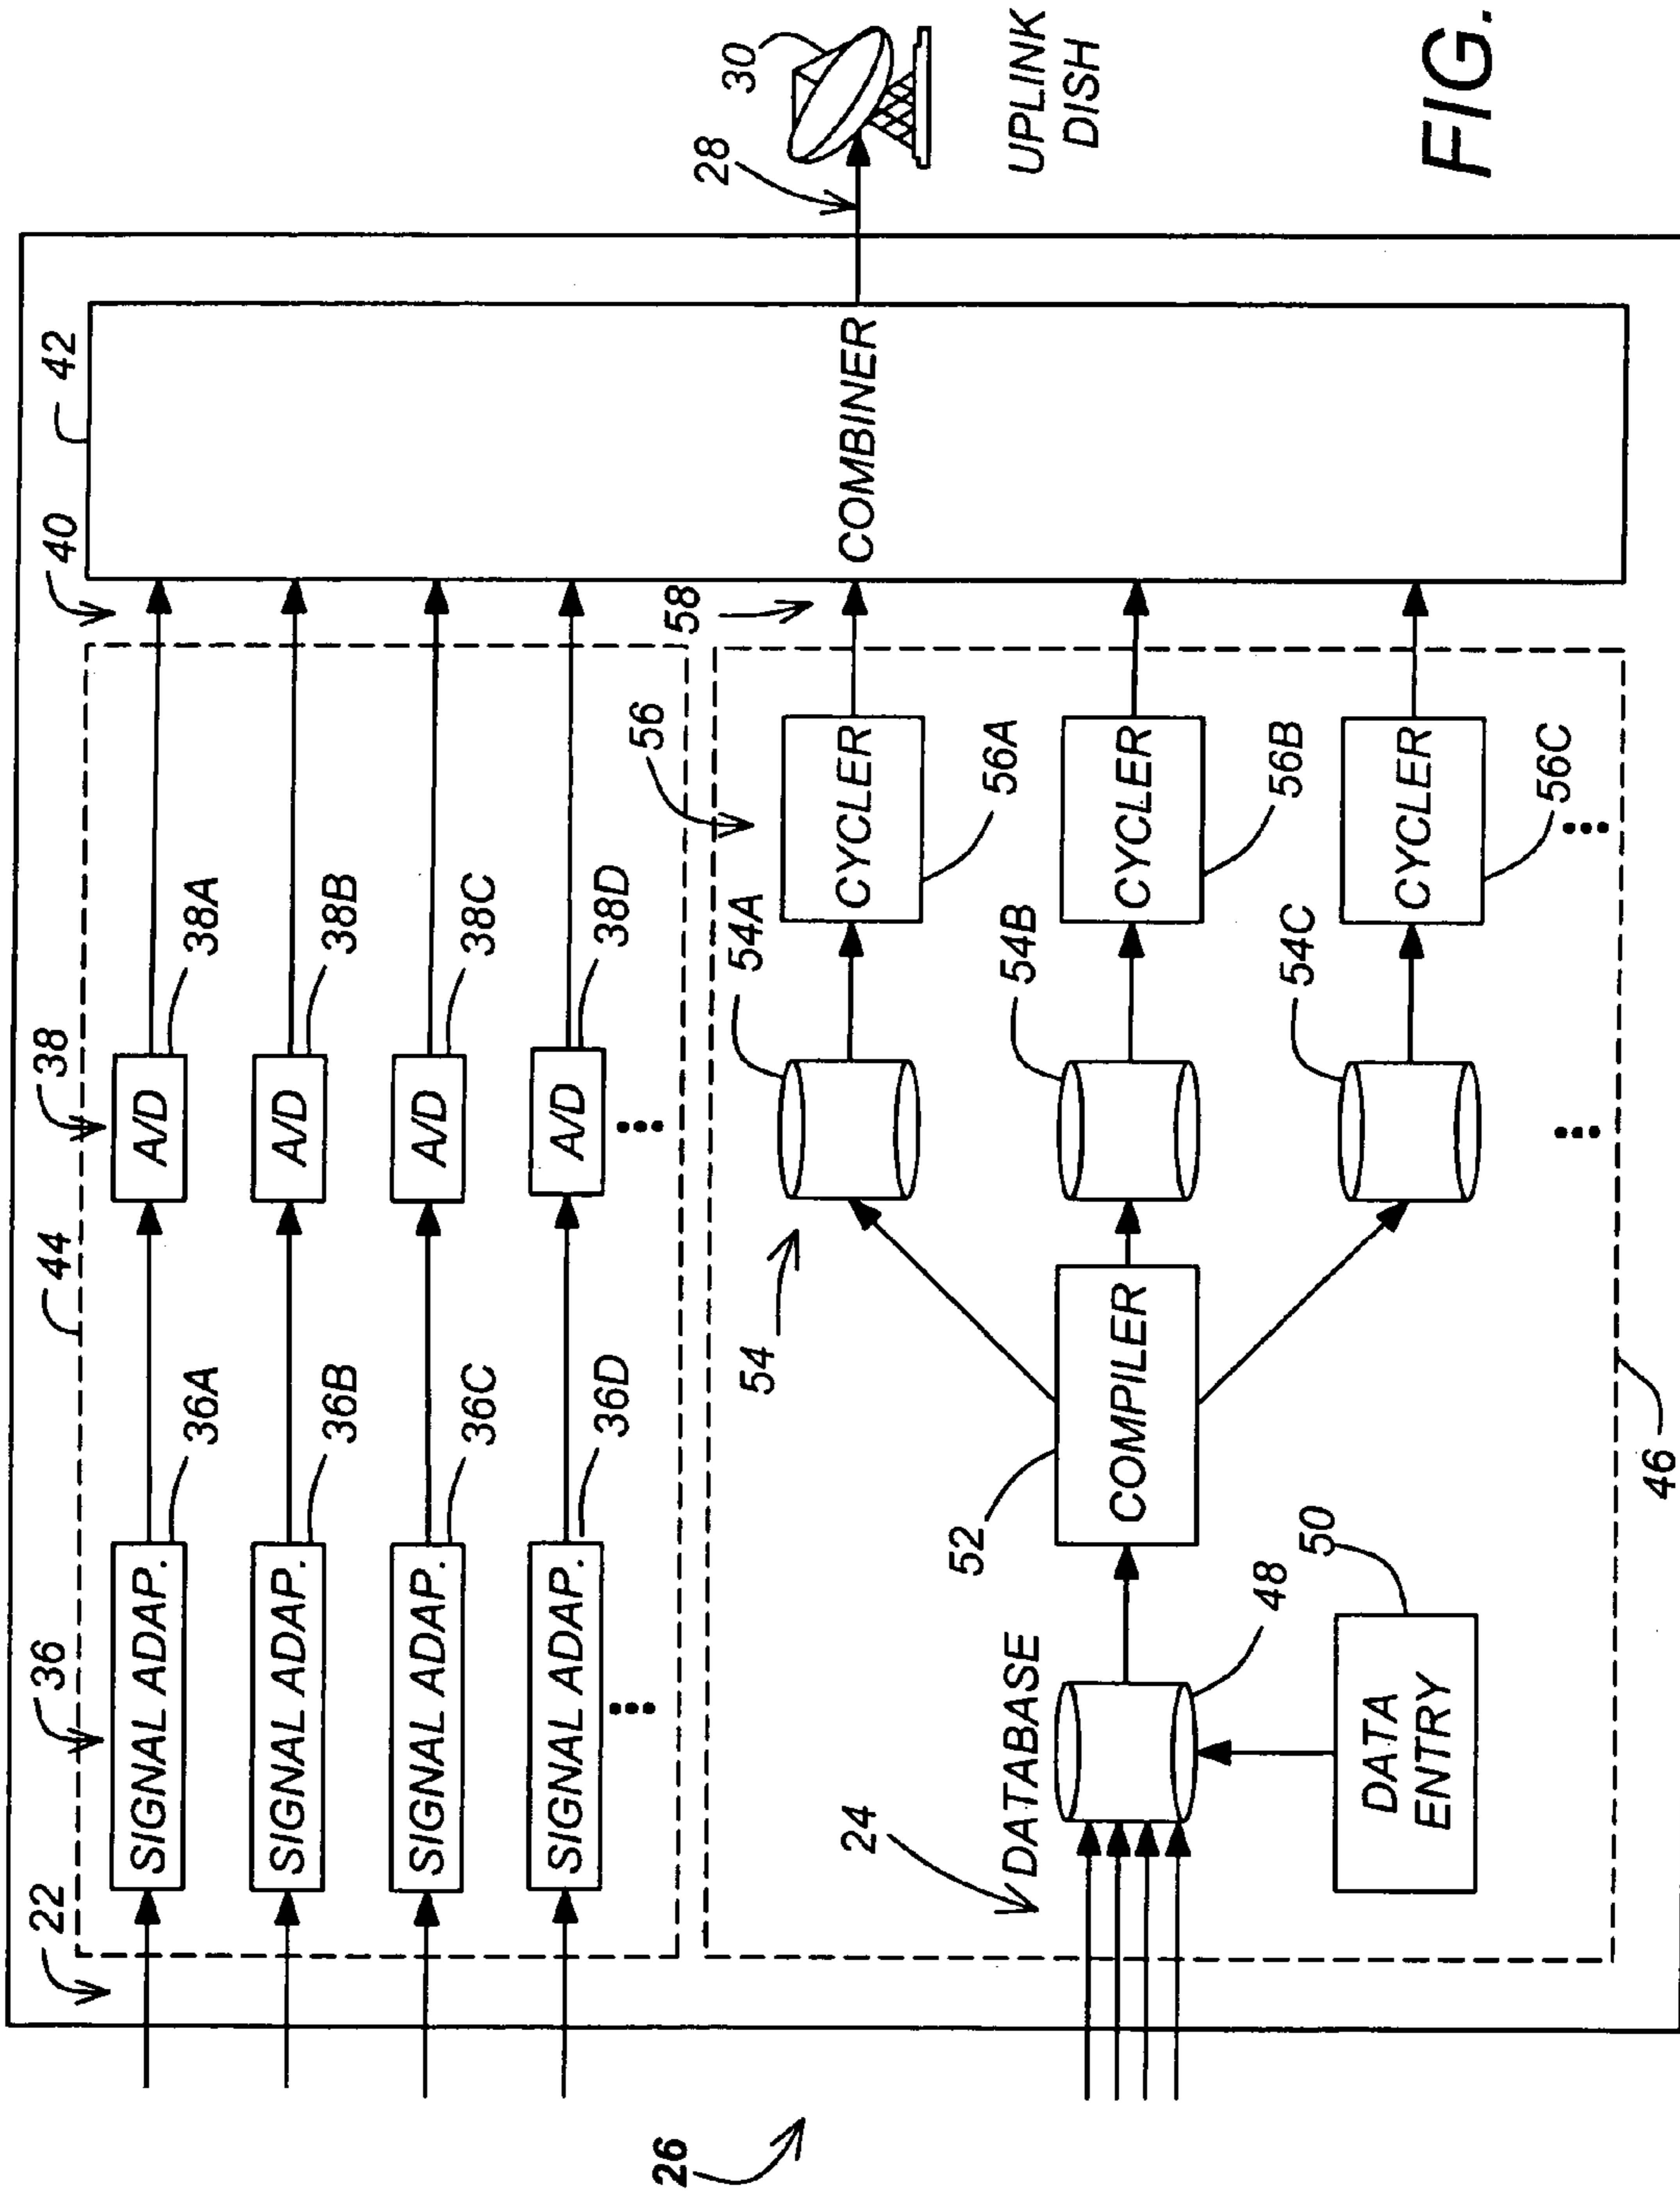 22
36
44
38
40
42
SIGNAL ADAP.
36A
A/D
38A
SIGNAL ADAP.
36B
A/D
38B
SIGNAL ADAP.
36C
A/D
38C
SIGNAL ADAP.
36D
A/D
38D
56
58
COMBINER
28
30
UPLINK
DISH
26
24
DATABASE
48
DATA
ENTRY
50
52
COMPILER
54
54A
CYCLER
56A
54B
CYCLER
56B
54C
CYCLER
56C
46
FIG.